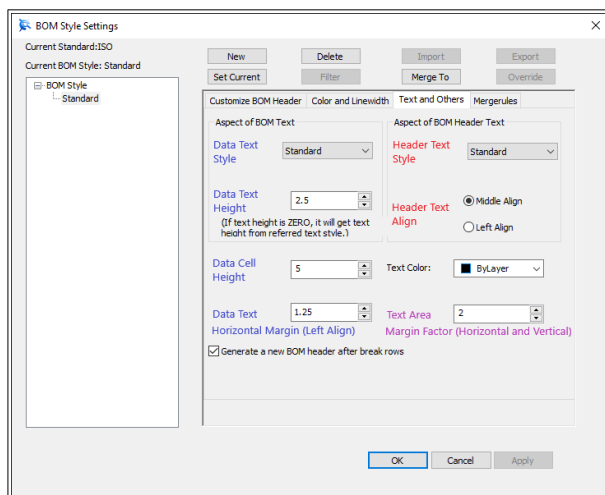 BOM Style Settings
Current Standard:ISO
Current BOM Style: Standard
New Delete Import Export
Set Current Filter Merge To Override
BOM Style
Standard
Customize BOM Header Color and Linewidth Text and Others Mergerules
Aspect of BOM Text
Data Text
Style
Standard
Data Text
Height
2.5
(If text height is ZERO, it will get text
height from referred text style.)
Aspect of BOM Header Text
Header Text
Style
Standard
Header Text
Align
Middle Align
Left Align
Data Cell
Height
5
Text Color: ByLayer
Data Text
1.25
Horizontal Margin (Left Align)
Text Area
2
Margin Factor (Horizontal and Vertical)
Generate a new BOM header after break rows
OK Cancel Apply